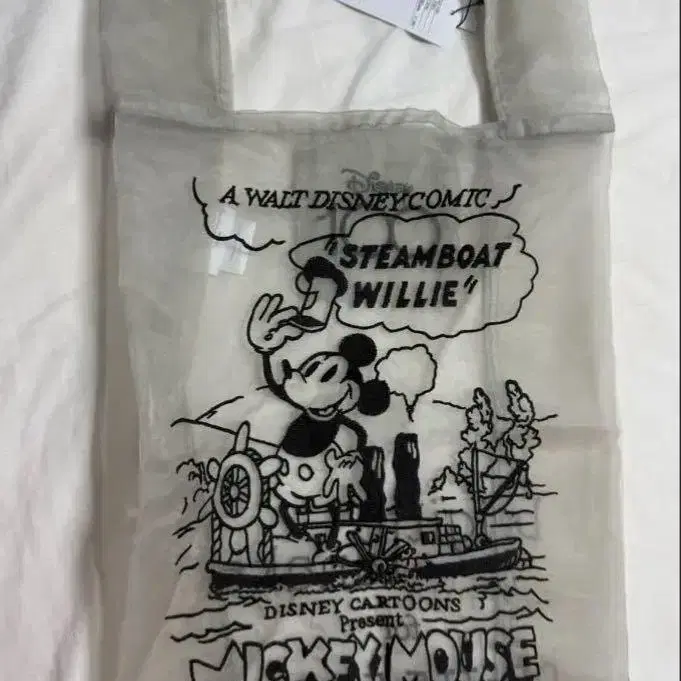 Disney
A WALT DISNEY COMIC
"STEAMBOAT
WILLIE"
DISNEY CARTOONS
Present
MICKEY MOUSE